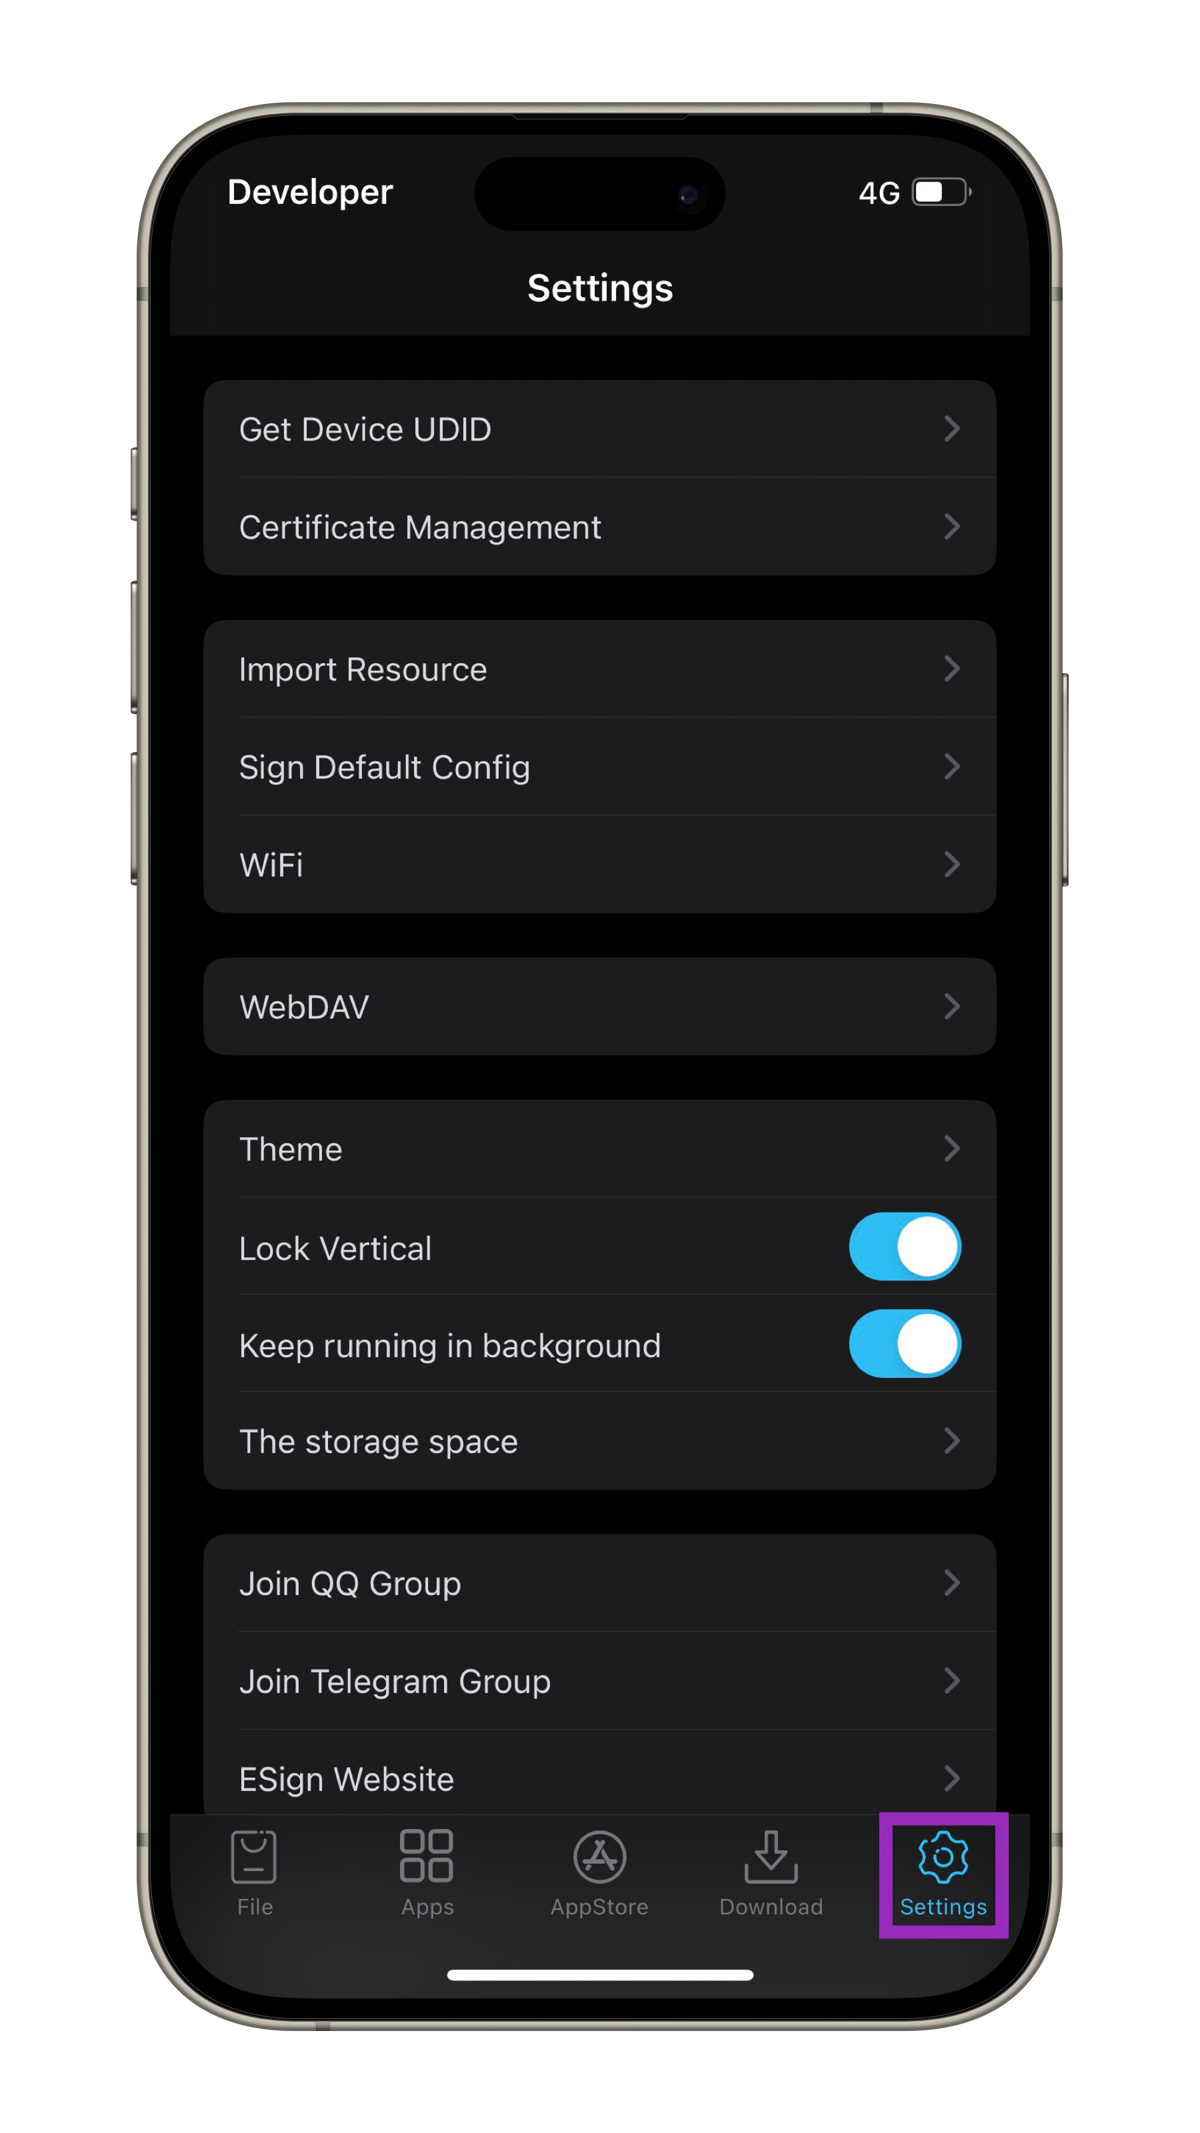 Developer
4G
Settings
Get Device UDID
Certificate Management
Import Resource
Sign Default Config
WiFi
WebDAV
Theme
Lock Vertical
Keep running in background
The storage space
Join QQ Group
Join Telegram Group
ESign Website
File
Apps
AppStore
Download
Settings